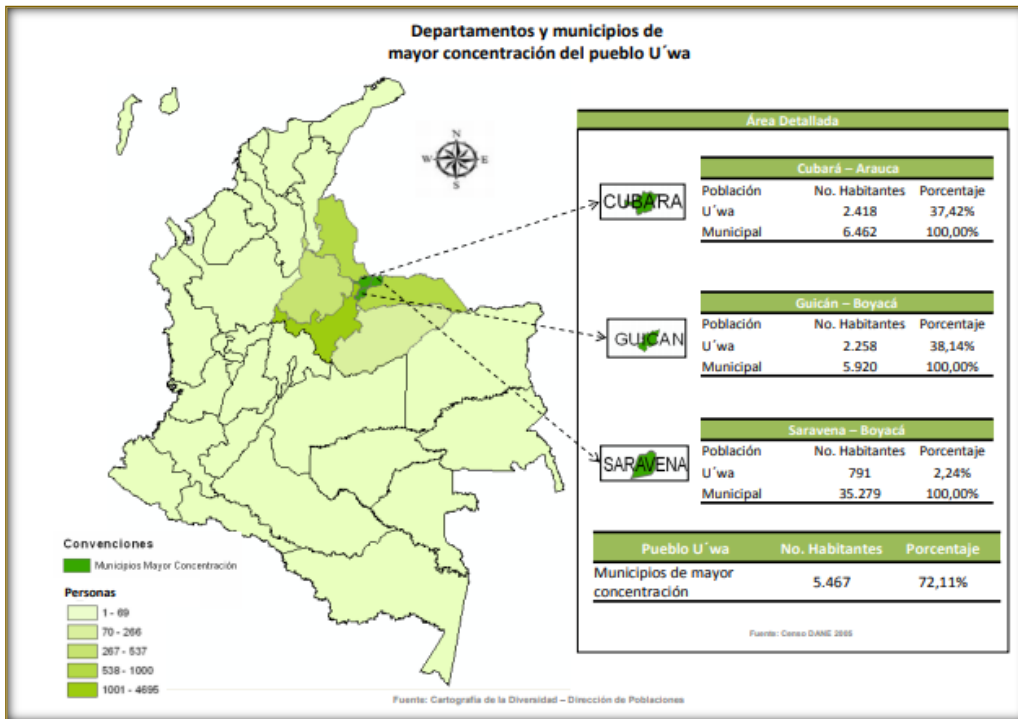 Departamentos y municipios de
mayor concentración del pueblo U´wa
N
W E
S
Área Detallada
CUBARA
Cubará – Arauca
Población No. Habitantes Porcentaje
U´wa 2.418 37,42%
Municipal 6.462 100,00%
GUICAN
Guicán – Boyacá
Población No. Habitantes Porcentaje
U´wa 2.258 38,14%
Municipal 5.920 100,00%
SARAVENA
Saravena – Boyacá
Población No. Habitantes Porcentaje
U´wa 791 2,24%
Municipal 35.279 100,00%
Pueblo U´wa No. Habitantes Porcentaje
Municipios de mayor
concentración 5.467 72,11%
Fuente: Censo DANE 2005
Convenciones
Municipios Mayor Concentración
Personas
1 - 69
70 - 266
267 - 537
538 - 1000
1001 - 4695
Fuente: Cartografía de la Diversidad – Dirección de Poblaciones